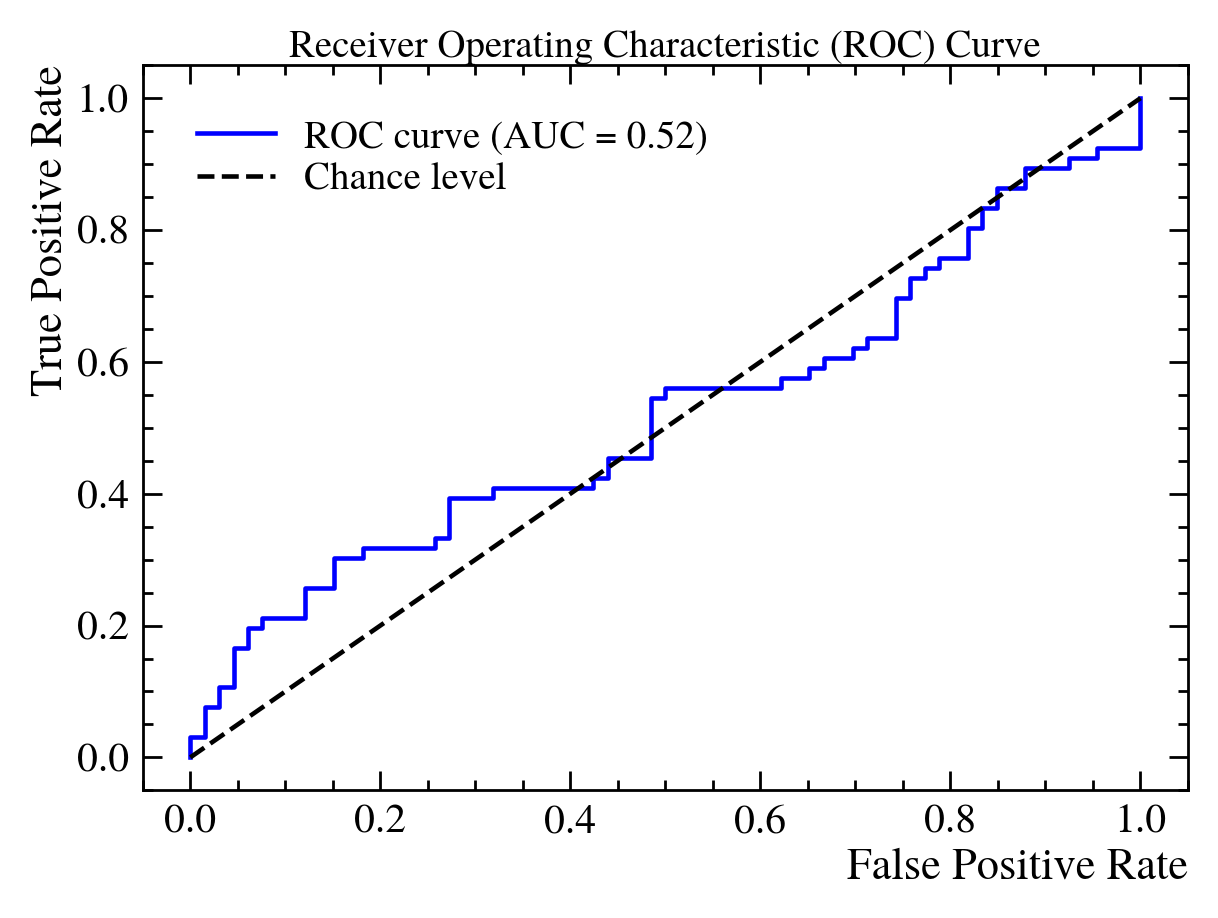 Receiver Operating Characteristic (ROC) Curve
True Positive Rate
1.0
0.8
0.6
0.4
0.2
0.0
ROC curve (AUC = 0.52)
Chance level
0.0 0.2 0.4 0.6 0.8 1.0
False Positive Rate